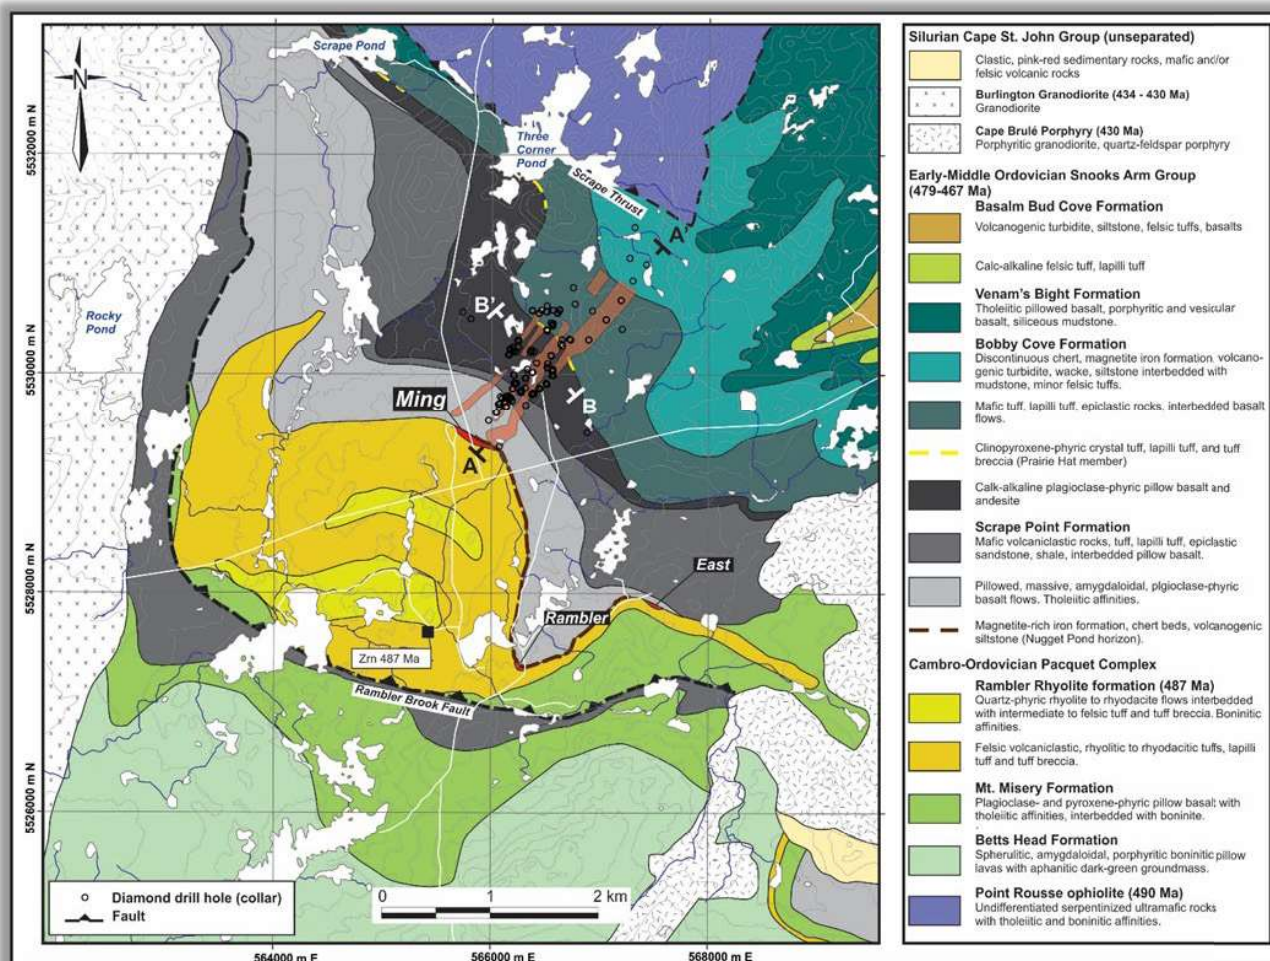 Scrape Pond
N
Three
Corner
Pond
Scrape Thrust
A'
B'
Rocky
Pond
Ming
B
A
East
Rambler
Zrn 487 Ma
Rambler Brook Fault
5532000 m N
5530000 m N
5528000 m N
5526000 m N
564000 m E
566000 m E
568000 m E
Diamond drill hole (collar)
Fault
0 1 2 km
Silurian Cape St. John Group (unseparated)
Clastic, pink-red sedimentary rocks, mafic and/or
felsic volcanic rocks
Burlington Granodiorite (434 - 430 Ma)
Granodiorite
Cape Brulé Porphyry (430 Ma)
Porphyritic granodiorite, quartz-feldspar porphyry
Early-Middle Ordovician Snooks Arm Group
(479-467 Ma)
Basalm Bud Cove Formation
Volcanogenic turbidite, siltstone, felsic tuffs, basalts
Calc-alkaline felsic tuff, lapilli tuff
Venam's Bight Formation
Tholeiitic pillowed basalt, porphyritic and vesicular
basalt, siliceous mudstone.
Bobby Cove Formation
Discontinuous chert, magnetite iron formation, volcano-
genic turbidite, wacke, siltstone interbedded with
mudstone, minor felsic tuffs.
Mafic tuff, lapilli tuff, epiclastic rocks, interbedded basalt
flows.
Clinopyroxene-phyric crystal tuff, lapilli tuff, and tuff
breccia (Prairie Hat member)
Calk-alkaline plagioclase-phyric pillow basalt and
andesite
Scrape Point Formation
Mafic volcaniclastic rocks, tuff, lapilli tuff, epiclastic
sandstone, shale, interbedded pillow basalt.
Pillowed, massive, amygdaloidal, plgioclase-phyric
basalt flows. Tholeiitic affinities.
Magnetite-rich iron formation, chert beds, volcanogenic
siltstone (Nugget Pond horizon).
Cambro-Ordovician Pacquet Complex
Rambler Rhyolite formation (487 Ma)
Quartz-phyric rhyolite to rhyodacite flows interbedded
with intermediate to felsic tuff and tuff breccia. Boninitic
affinities.
Felsic volcaniclastic, rhyolitic to rhyodacitic tuffs, lapilli
tuff and tuff breccia.
Mt. Misery Formation
Plagioclase- and pyroxene-phyric pillow basalt with
tholeiitic affinities, interbedded with boninite.
Betts Head Formation
Spherulitic, amygdaloidal, porphyritic boninitic pillow
lavas with aphanitic dark-green groundmass.
Point Rousse ophiolite (490 Ma)
Undifferentiated serpentinized ultramafic rocks
with tholeiitic and boninitic affinities.